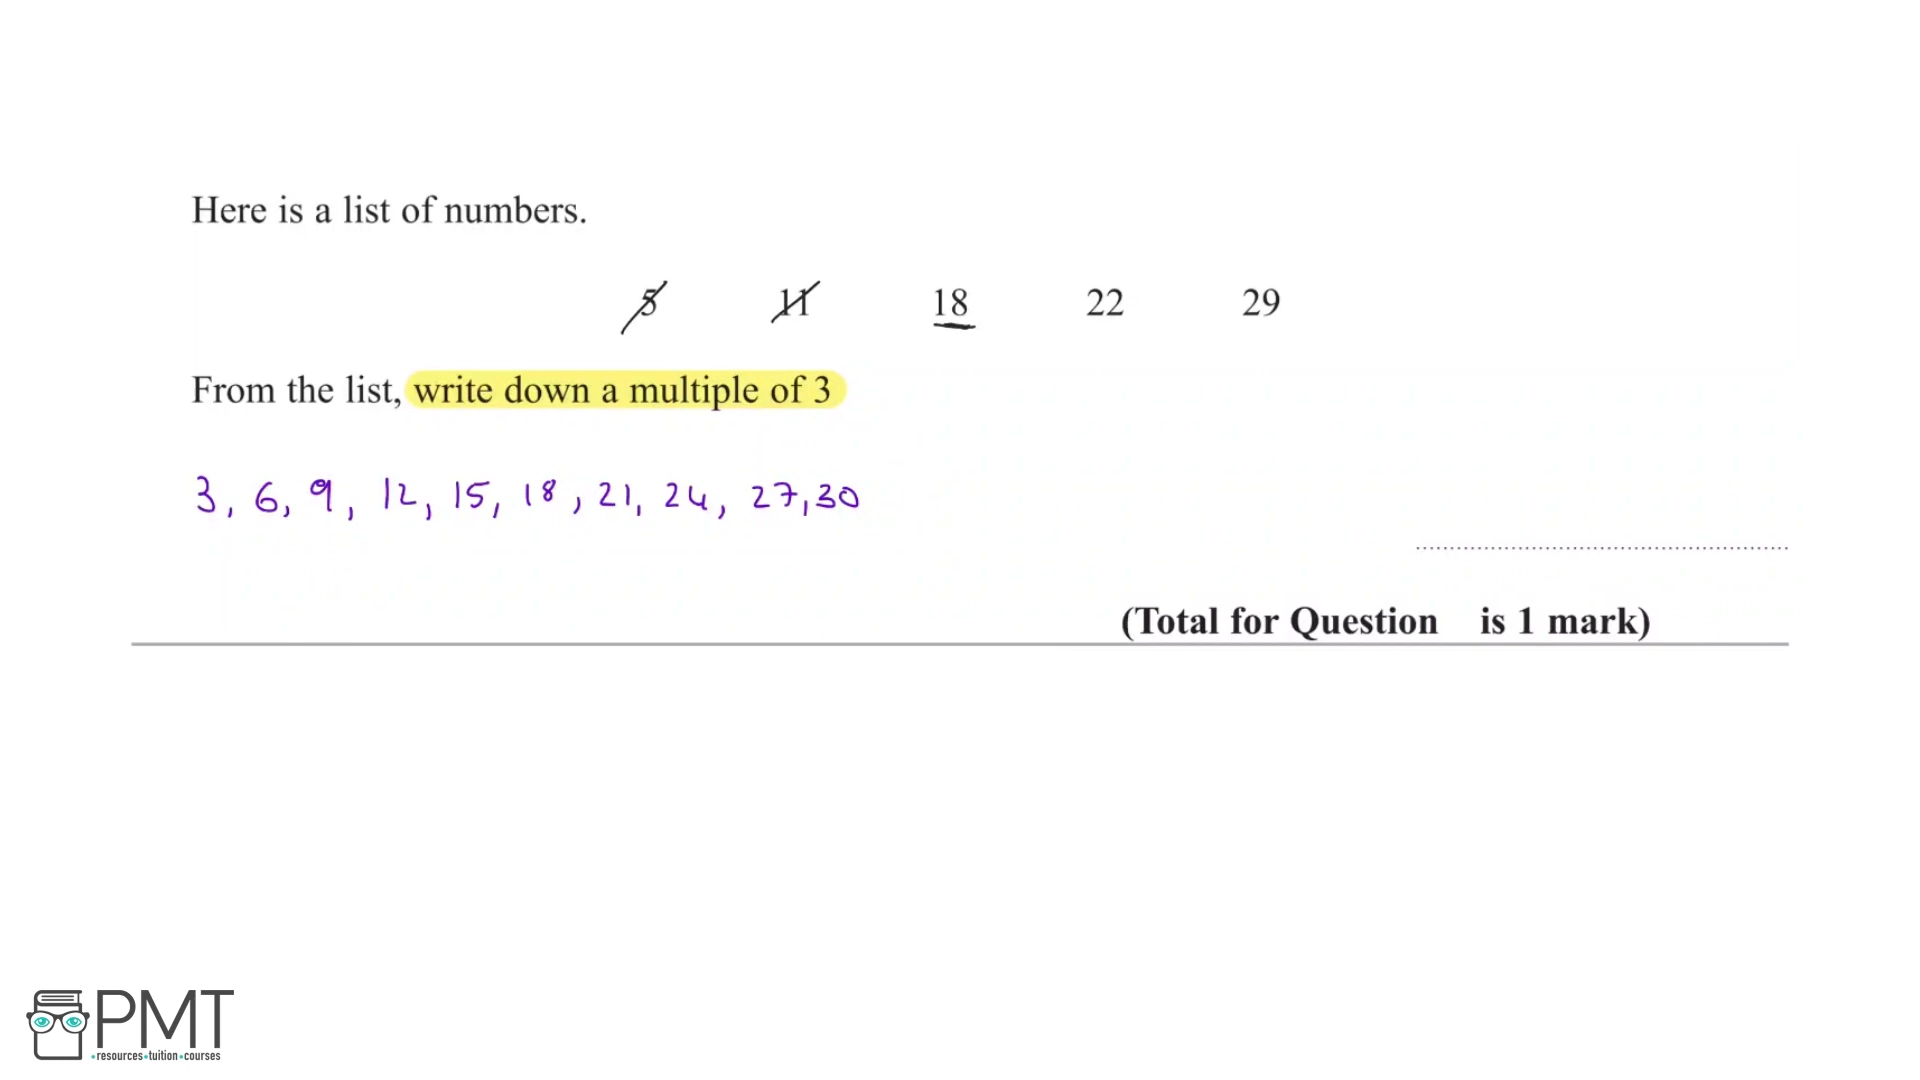 Here is a list of numbers.
5 11 18 22 29
From the list, write down a multiple of 3
3, 6, 9, 12, 15, 18, 21, 24, 27, 30
(Total for Question is 1 mark)
PMT
•resources•tuition•courses